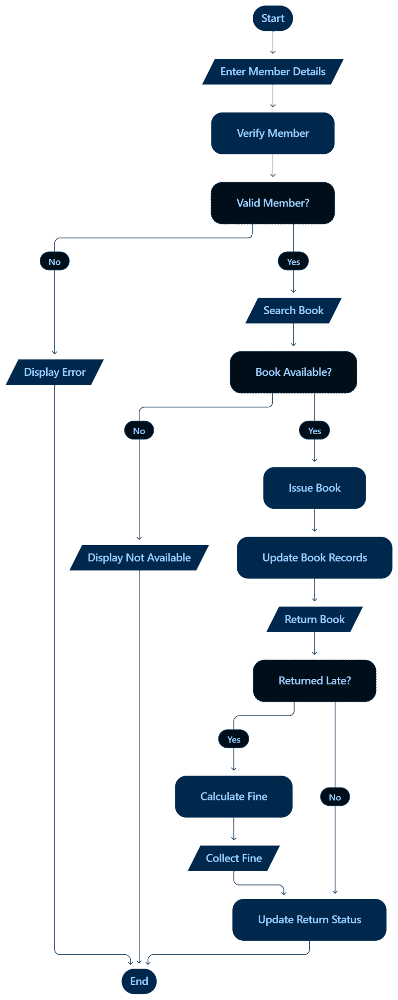 Start
Enter Member Details
Verify Member
Valid Member?
No
Yes
Search Book
Display Error
Book Available?
No
Yes
Issue Book
Display Not Available
Update Book Records
Return Book
Returned Late?
Yes
Calculate Fine
No
Collect Fine
Update Return Status
End